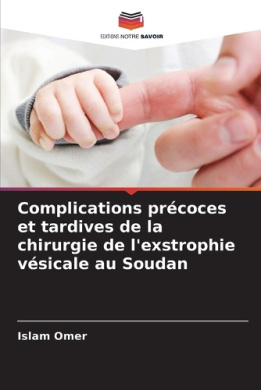 EDITIONS NOTRE SAVOIR
Complications précoces
et tardives de la
chirurgie de l'exstrophie
vésicale au Soudan
Islam Omer